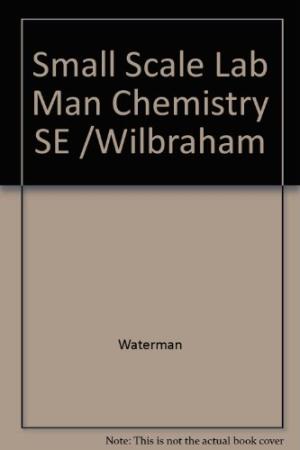 Small Scale Lab
Man Chemistry
SE /Wilbraham
Waterman
Note: This is not the actual book cover